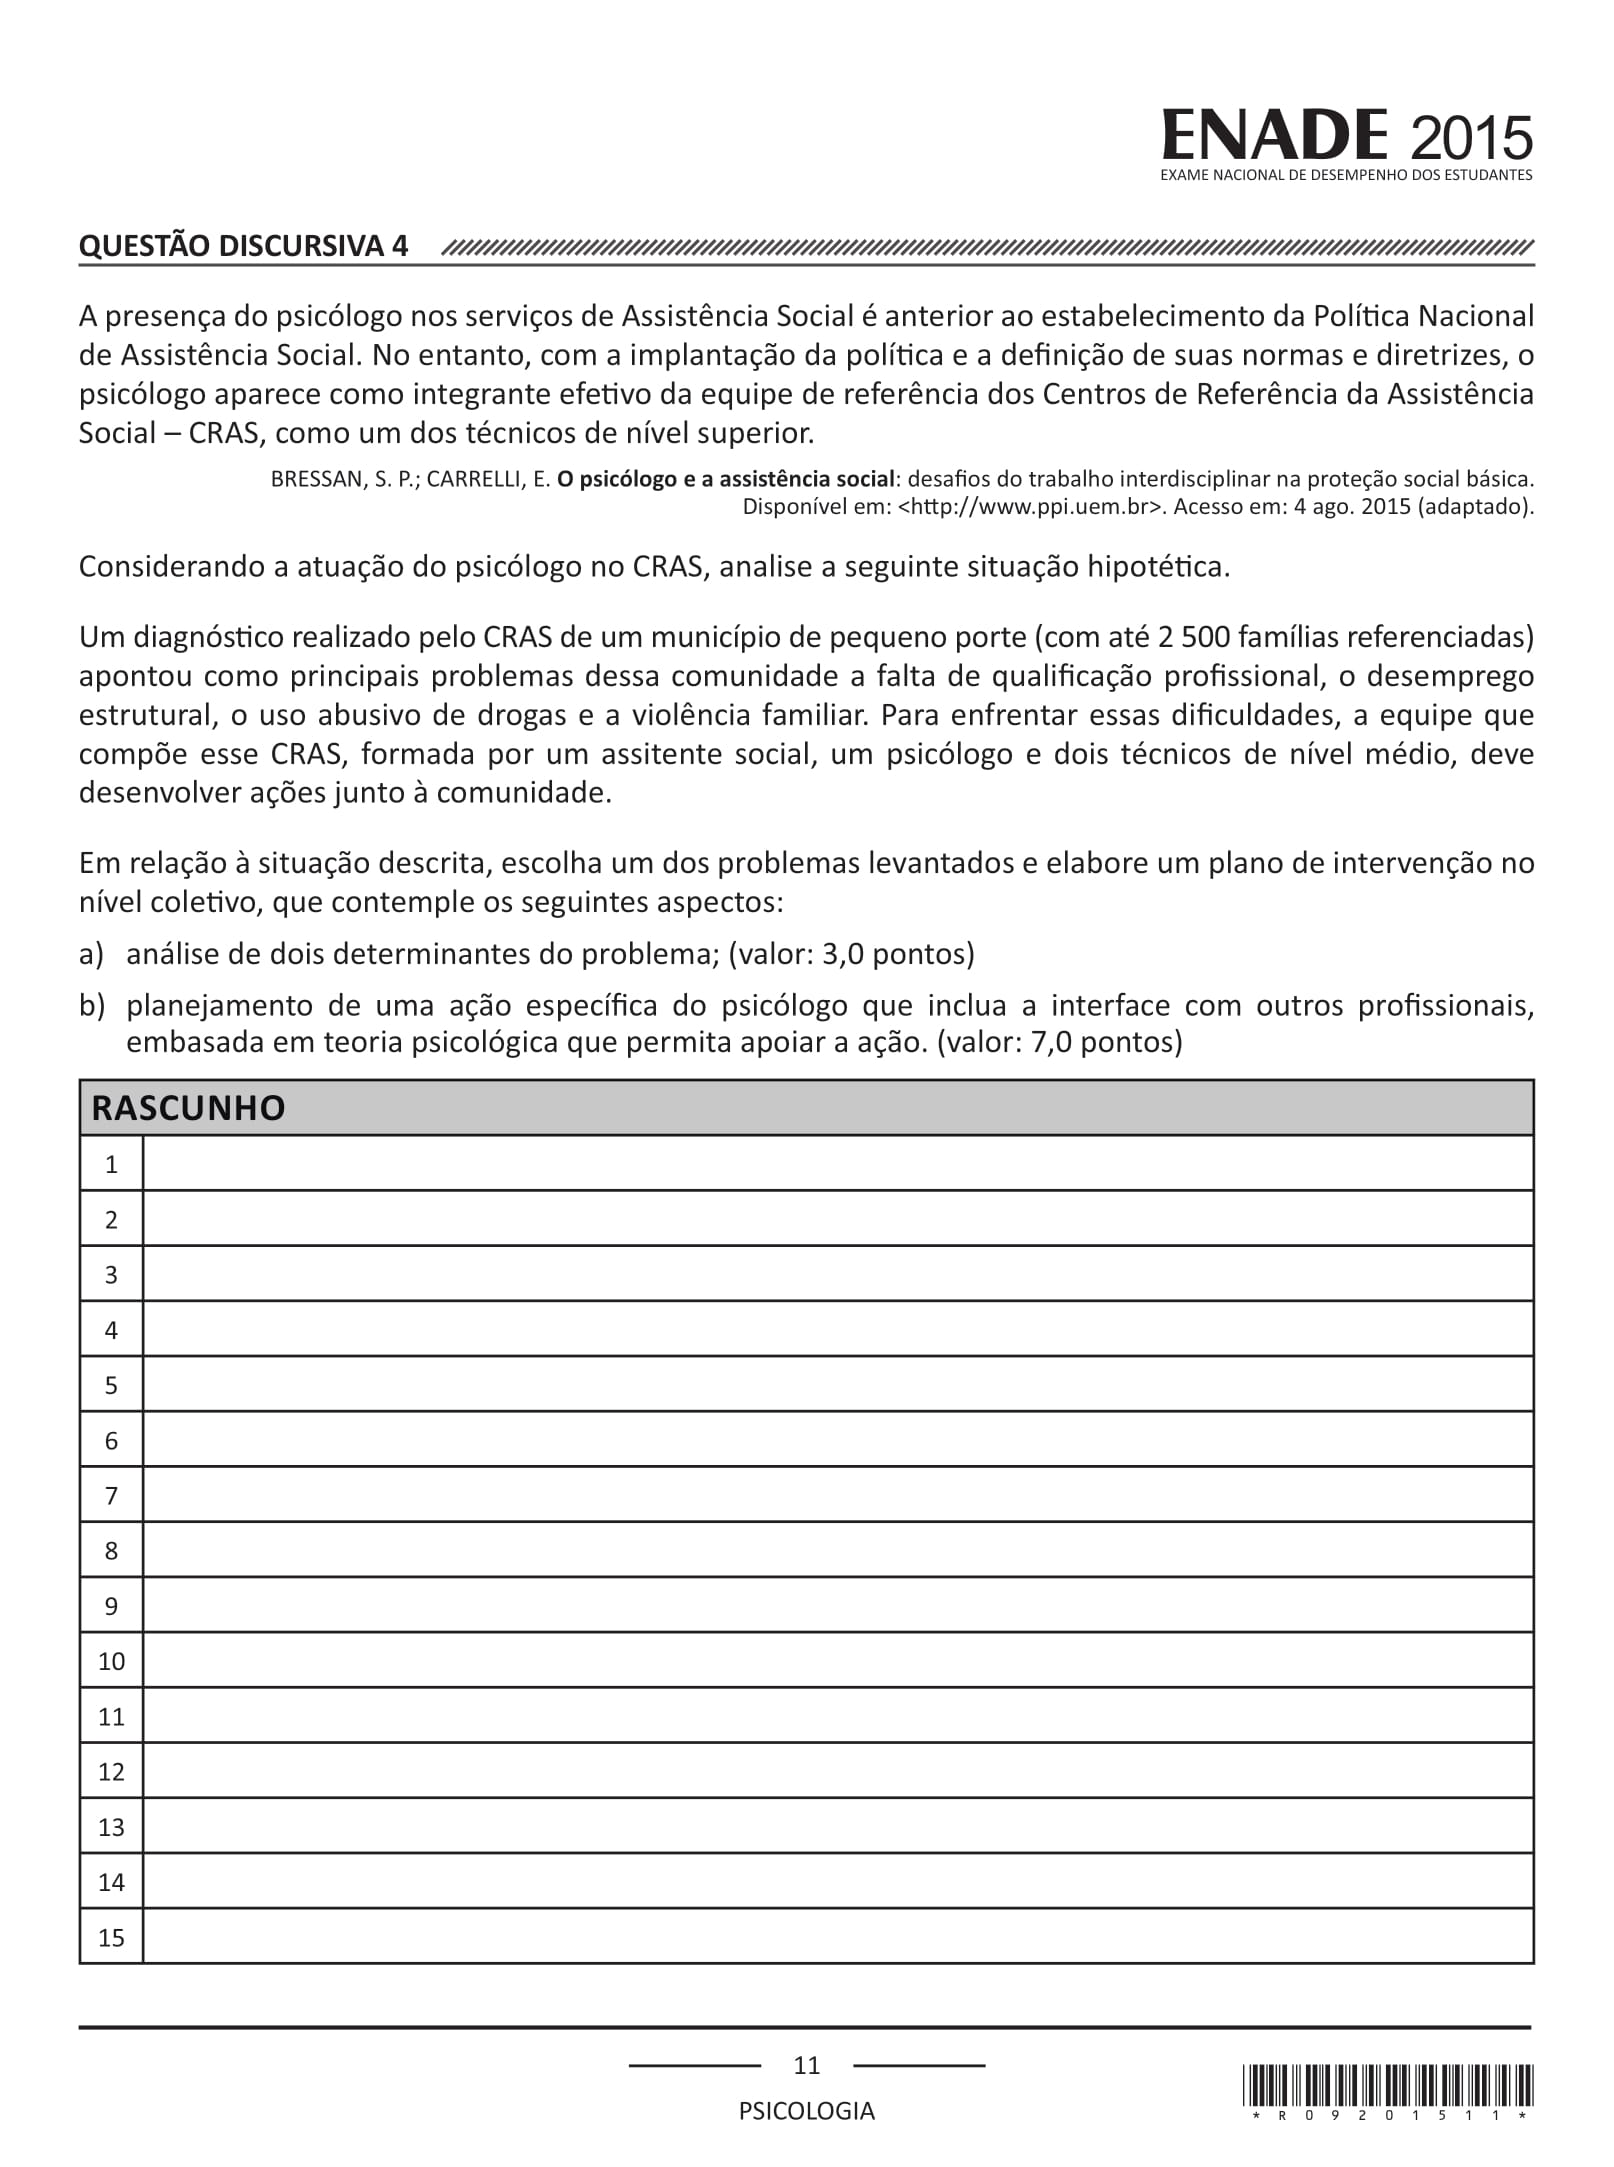 ENADE 2015
EXAME NACIONAL DE DESEMPENHO DOS ESTUDANTES
QUESTÃO DISCURSIVA 4
A presença do psicólogo nos serviços de Assistência Social é anterior ao estabelecimento da Política Nacional
de Assistência Social. No entanto, com a implantação da política e a definição de suas normas e diretrizes, o
psicólogo aparece como integrante efetivo da equipe de referência dos Centros de Referência da Assistência
Social – CRAS, como um dos técnicos de nível superior.
BRESSAN, S. P.; CARRELLI, E. O psicólogo e a assistência social: desafios do trabalho interdisciplinar na proteção social básica.
Disponível em: <http://www.ppi.uem.br>. Acesso em: 4 ago. 2015 (adaptado).
Considerando a atuação do psicólogo no CRAS, analise a seguinte situação hipotética.
Um diagnóstico realizado pelo CRAS de um município de pequeno porte (com até 2 500 famílias referenciadas)
apontou como principais problemas dessa comunidade a falta de qualificação profissional, o desemprego
estrutural, o uso abusivo de drogas e a violência familiar. Para enfrentar essas dificuldades, a equipe que
compõe esse CRAS, formada por um assitente social, um psicólogo e dois técnicos de nível médio, deve
desenvolver ações junto à comunidade.
Em relação à situação descrita, escolha um dos problemas levantados e elabore um plano de intervenção no
nível coletivo, que contemple os seguintes aspectos:
a) análise de dois determinantes do problema; (valor: 3,0 pontos)
b) planejamento de uma ação específica do psicólogo que inclua a interface com outros profissionais,
embasada em teoria psicológica que permita apoiar a ação. (valor: 7,0 pontos)
RASCUNHO
1
2
3
4
5
6
7
8
9
10
11
12
13
14
15
11
PSICOLOGIA
* R 0 9 2 0 1 5 1 1 *